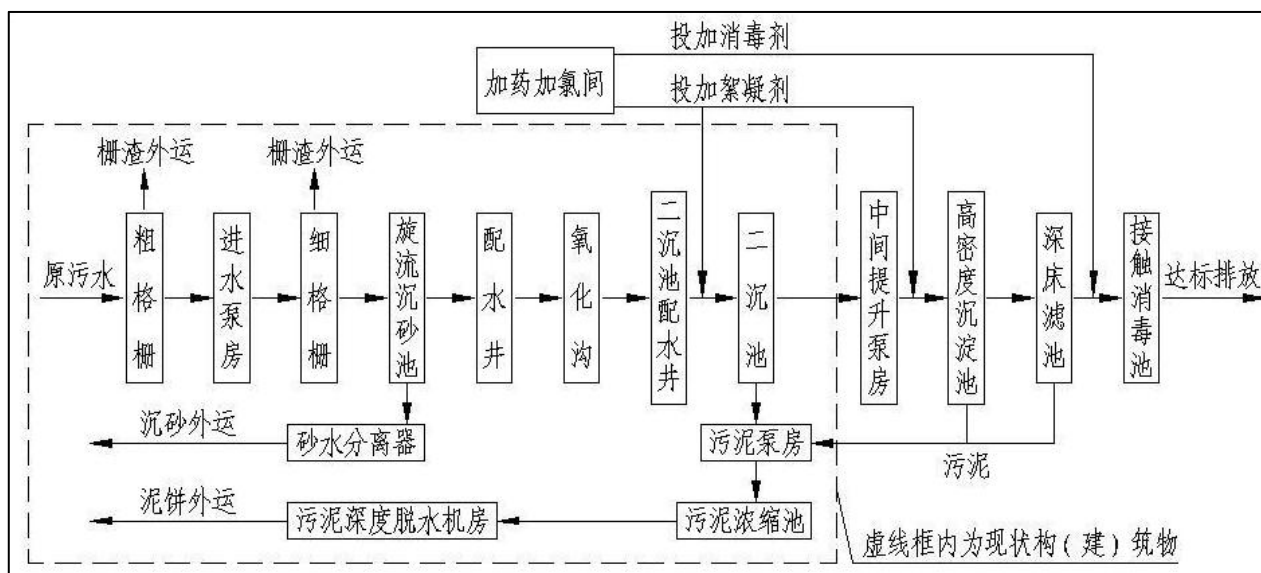 投加消毒剂
加药加氯间
投加絮凝剂
栅渣外运
栅渣外运
原污水
粗格栅
进水泵房
细格栅
旋流沉砂池
配水井
氧化沟
二沉池配水井
二沉池
中间提升泵房
高密度沉淀池
深床滤池
接触消毒池
达标排放
沉砂外运
砂水分离器
污泥泵房
污泥
泥饼外运
污泥深度脱水机房
污泥浓缩池
虚线框内为现状构(建)筑物